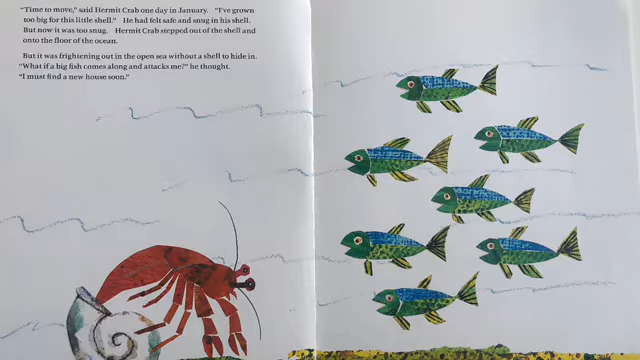 "Time to move," said Hermit Crab one day in January. "I've grown
too big for this little shell." He had felt safe and snug in his shell.
But now it was too snug. Hermit Crab stepped out of the shell and
onto the floor of the ocean.
But it was frightening out in the open sea without a shell to hide in.
"What if a big fish comes along and attacks me?" he thought.
"I must find a new house soon."